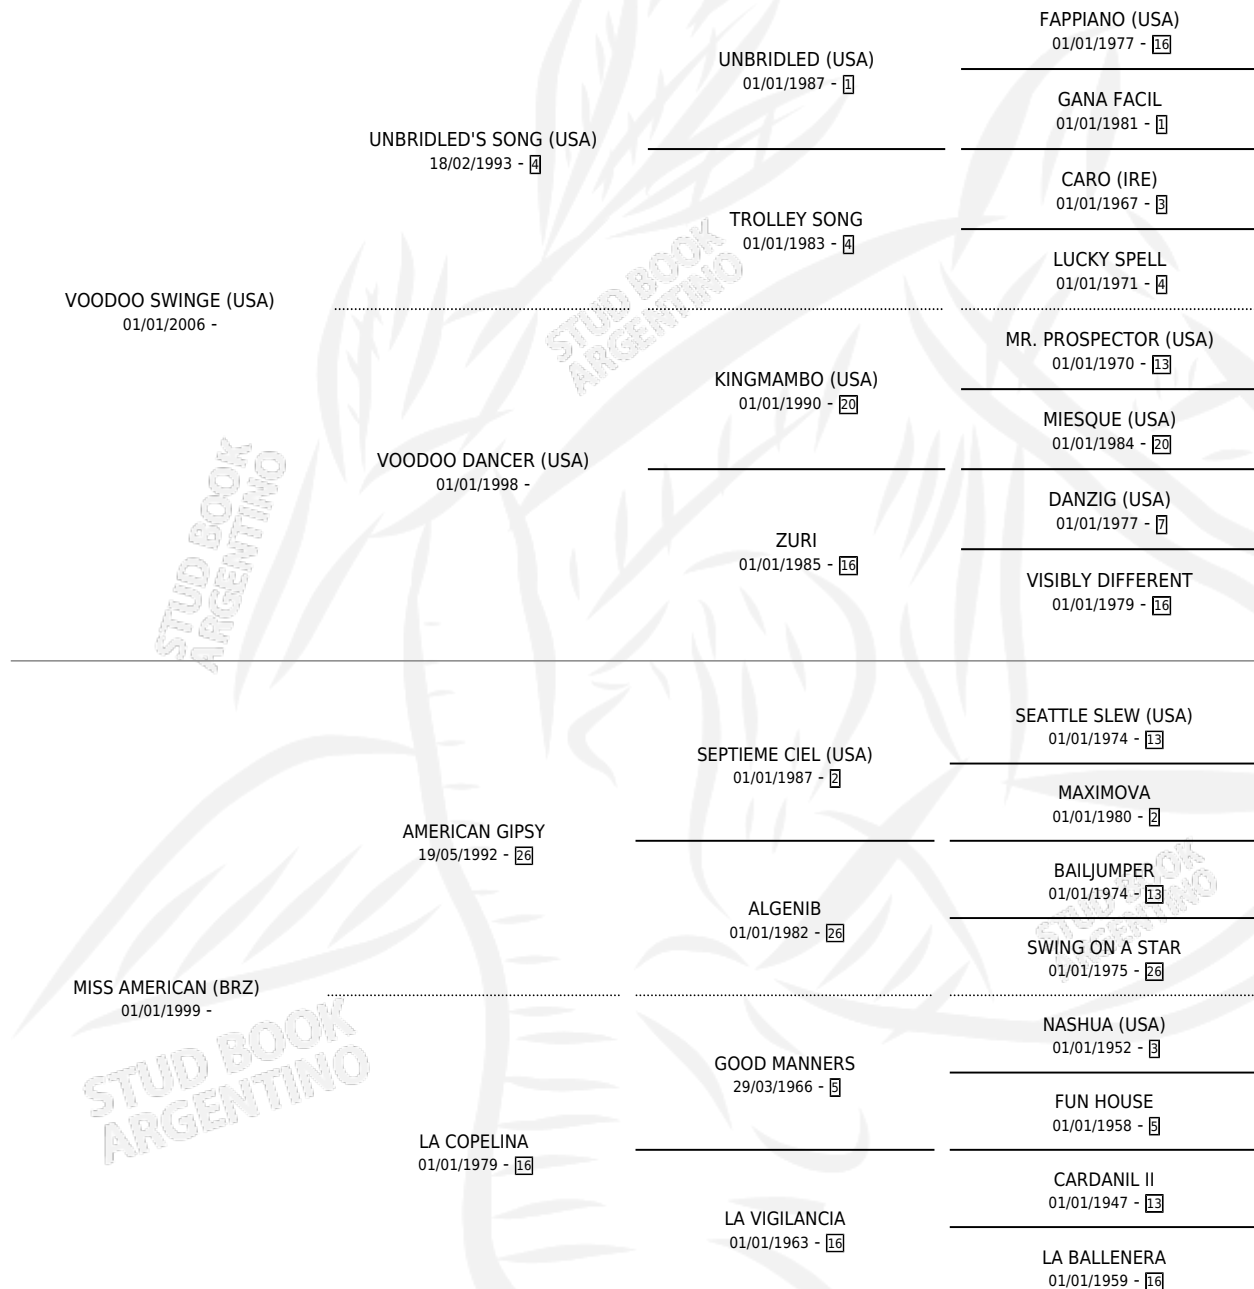 FAPPIANO (USA)
01/01/1977 - 16
UNBRIDLED (USA)
01/01/1987 - 1
GANA FACIL
01/01/1981 - 1
UNBRIDLED'S SONG (USA)
18/02/1993 - 4
CARO (IRE)
01/01/1967 - 3
TROLLEY SONG
01/01/1983 - 4
LUCKY SPELL
01/01/1971 - 4
VOODOO SWINGE (USA)
01/01/2006 -
STUD BOOK
ARGENTINO
MR. PROSPECTOR (USA)
01/01/1970 - 13
KINGMAMBO (USA)
01/01/1990 - 20
MIESQUE (USA)
01/01/1984 - 20
VOODOO DANCER (USA)
01/01/1998 -
DANZIG (USA)
01/01/1977 - 7
ZURI
01/01/1985 - 16
VISIBLY DIFFERENT
01/01/1979 - 16
STUD BOOK
ARGENTINO
SEATTLE SLEW (USA)
01/01/1974 - 13
SEPTIEME CIEL (USA)
01/01/1987 - 2
MAXIMOVA
01/01/1980 - 2
AMERICAN GIPSY
19/05/1992 - 26
BAILJUMPER
01/01/1974 - 13
ALGENIB
01/01/1982 - 26
SWING ON A STAR
01/01/1975 - 26
STUD BOOK
ARGENTINO
MISS AMERICAN (BRZ)
01/01/1999 -
NASHUA (USA)
01/01/1952 - 3
GOOD MANNERS
29/03/1966 - 5
FUN HOUSE
01/01/1958 - 5
STUD BOOK
ARGENTINO
LA COPELINA
01/01/1979 - 16
CARDANIL II
01/01/1947 - 13
LA VIGILANCIA
01/01/1963 - 16
LA BALLENERA
01/01/1959 - 16